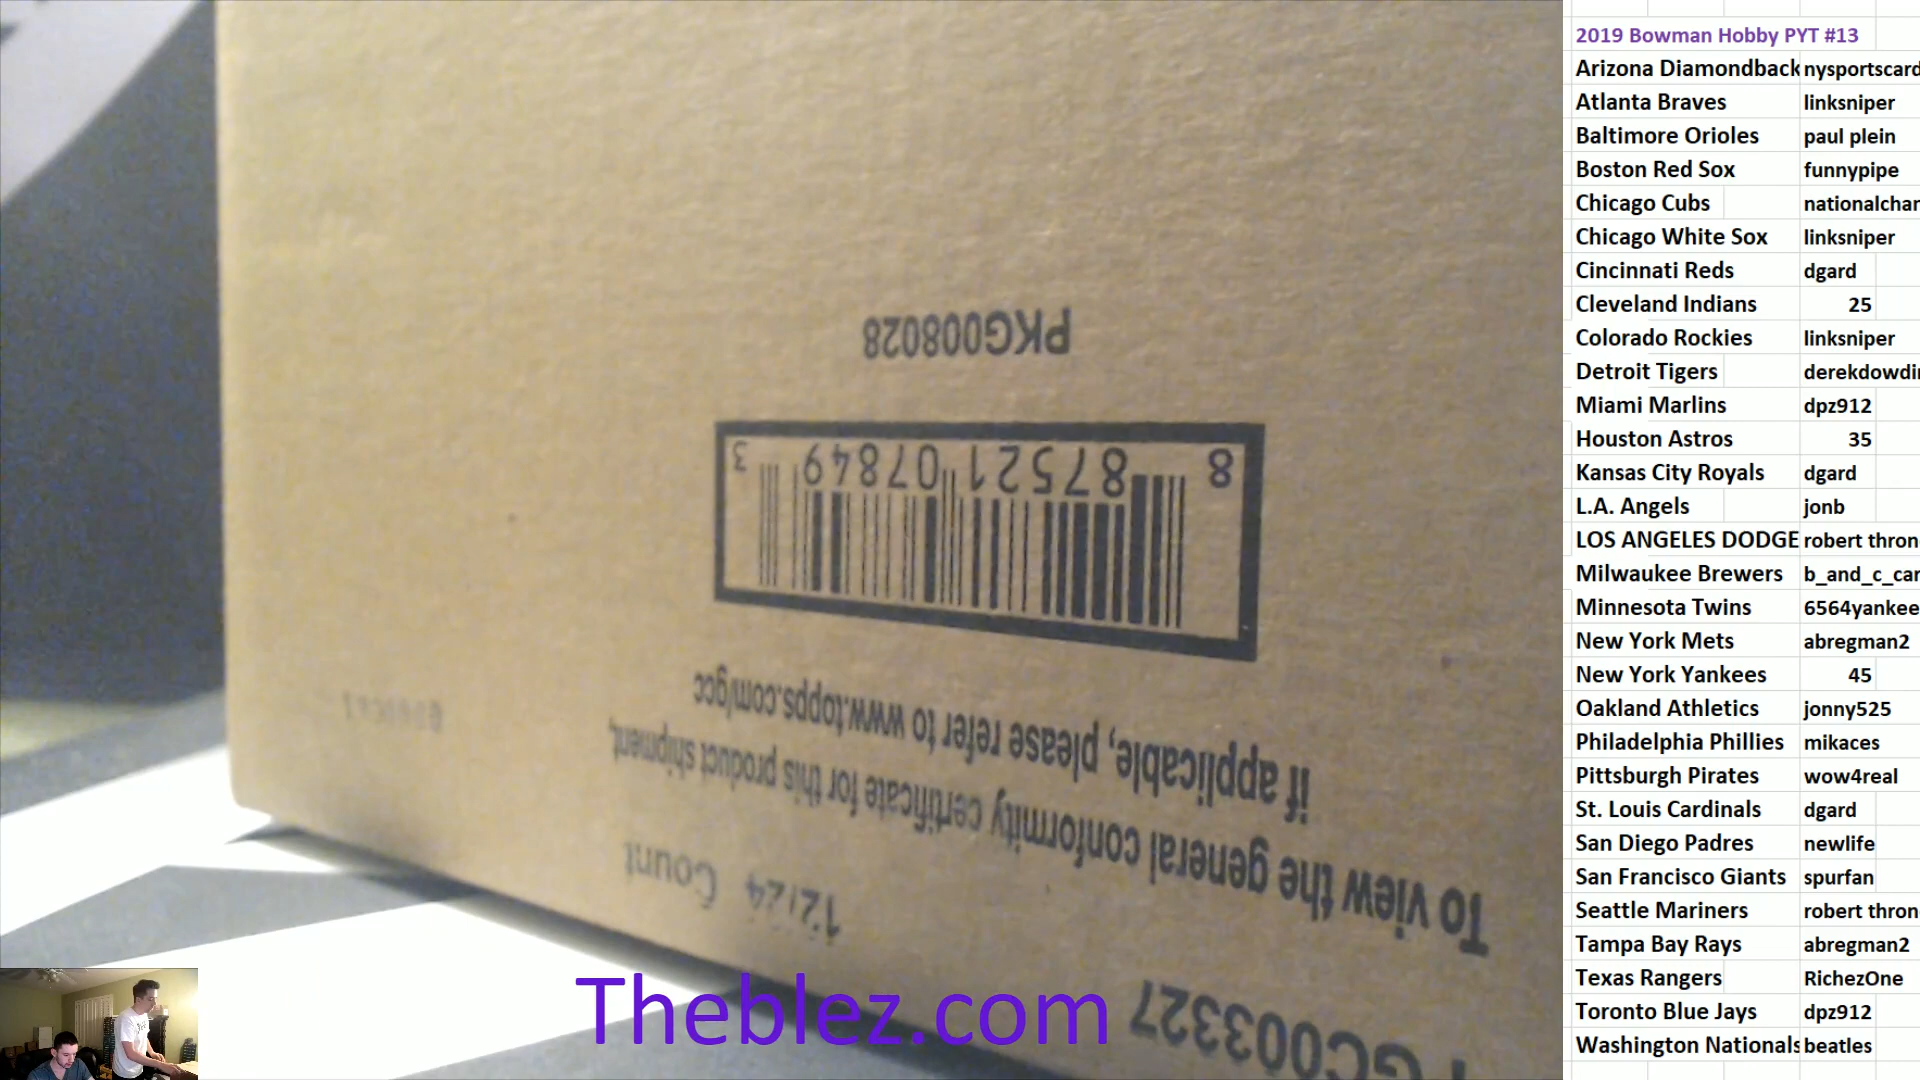 PKG008028
8 87521 07849 3
if applicable, please refer to www.topps.com/gcc
To view the general conformity certificate for this product shipment,
12/24 Count
GC003327
Theblez.com
2019 Bowman Hobby PYT #13
Arizona Diamondback nysportscard
Atlanta Braves linksniper
Baltimore Orioles paul plein
Boston Red Sox funnypipe
Chicago Cubs nationalchar
Chicago White Sox linksniper
Cincinnati Reds dgard
Cleveland Indians 25
Colorado Rockies linksniper
Detroit Tigers derekdowdin
Miami Marlins dpz912
Houston Astros 35
Kansas City Royals dgard
L.A. Angels jonb
LOS ANGELES DODGE robert thron
Milwaukee Brewers b_and_c_car
Minnesota Twins 6564yankee
New York Mets abregman2
New York Yankees 45
Oakland Athletics jonny525
Philadelphia Phillies mikaces
Pittsburgh Pirates wow4real
St. Louis Cardinals dgard
San Diego Padres newlife
San Francisco Giants spurfan
Seattle Mariners robert thron
Tampa Bay Rays abregman2
Texas Rangers RichezOne
Toronto Blue Jays dpz912
Washington Nationals beatles